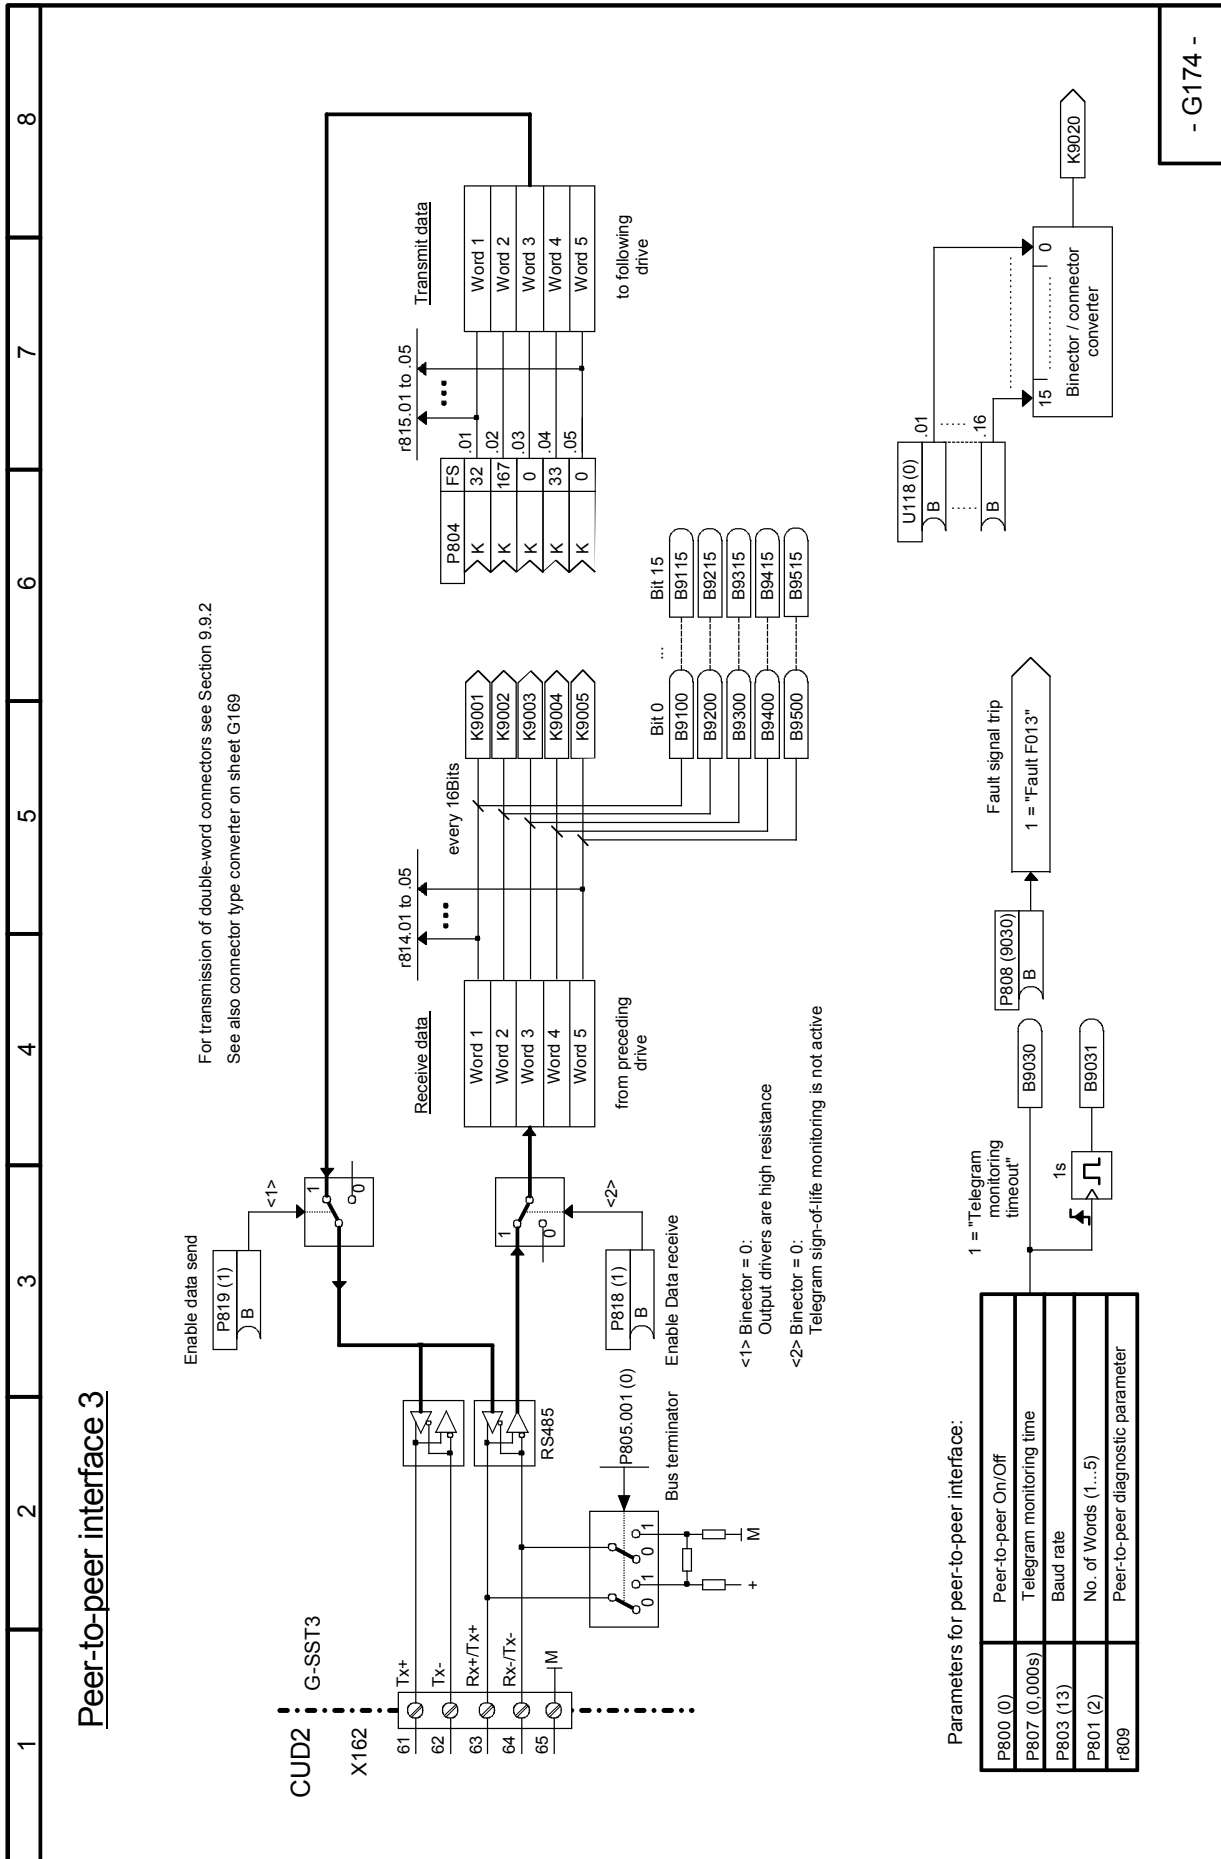 1
2
3
4
5
6
7
8
Peer-to-peer interface 3
For transmission of double-word connectors see Section 9.9.2
See also connector type converter on sheet G169
Enable data send
P819 (1)
B
<1>
1
0
CUD2
G-SST3
X162
61
Tx+
62
Tx-
63
Rx+/Tx+
64
Rx-/Tx-
65
M
RS485
Bus terminator
P805.001 (0)
0
1
0
1
+
M
1
0
<2>
P818 (1)
B
Enable Data receive
<1> Binector = 0:
Output drivers are high resistance
<2> Binector = 0:
Telegram sign-of-life monitoring is not active
Receive data
Word 1
Word 2
Word 3
Word 4
Word 5
from preceding
drive
r814.01 to .05
every 16Bits
K9001
K9002
K9003
K9004
K9005
Bit 0
...
Bit 15
B9100
B9115
B9200
B9215
B9300
B9315
B9400
B9415
B9500
B9515
P804
FS
K
32
.01
K
167
.02
K
0
.03
K
33
.04
K
0
.05
r815.01 to .05
Transmit data
Word 1
Word 2
Word 3
Word 4
Word 5
to following
drive
Parameters for peer-to-peer interface:
P800 (0)
Peer-to-peer On/Off
P807 (0,000s)
Telegram monitoring time
P803 (13)
Baud rate
P801 (2)
No. of Words (1...5)
r809
Peer-to-peer diagnostic parameter
1 = "Telegram
monitoring
timeout"
B9030
1s
B9031
P808 (9030)
B
Fault signal trip
1 = "Fault F013"
U118 (0)
B
.01
B
.16
15
0
Binector / connector
converter
K9020
- G174 -